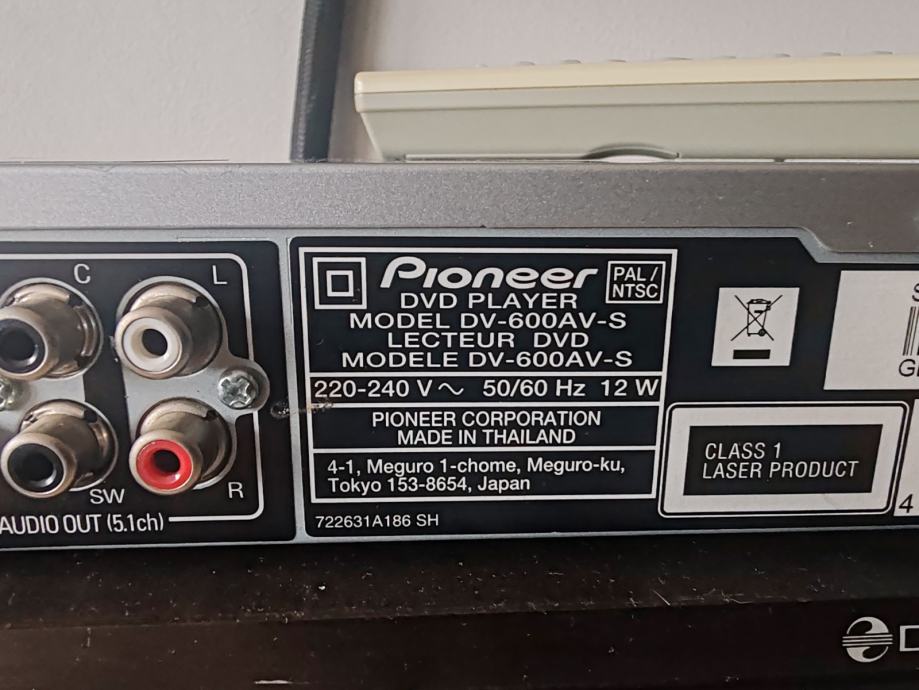 C
L
SW
R
AUDIO OUT (5.1ch)
Pioneer
PAL /
NTSC
DVD PLAYER
MODEL DV-600AV-S
LECTEUR DVD
MODELE DV-600AV-S
220-240 V ~ 50/60 Hz 12 W
PIONEER CORPORATION
MADE IN THAILAND
4-1, Meguro 1-chome, Meguro-ku,
Tokyo 153-8654, Japan
722631A186 SH
CLASS 1
LASER PRODUCT